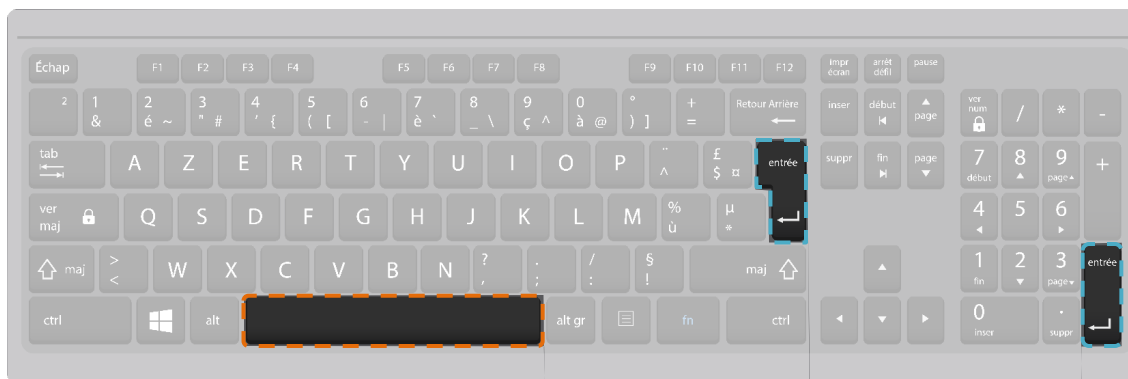 Échap F1 F2 F3 F4 F5 F6 F7 F8 F9 F10 F11 F12 impr écran arrêt défil pause
2 1 & 2 é ~ 3 " # 4 ' { 5 ( [ 6 - | 7 è ` 8 _ \ 9 ç ^ 0 à @ ° ) ] + = Retour Arrière inser début page ver num / * -
tab A Z E R T Y U I O P ¨ ^ £ $ ¤ entrée suppr fin page 7 début 8 9 page +
ver maj Q S D F G H J K L M % ù µ * 4 5 6
maj > < W X C V B N ? , . ; / : § ! maj 1 fin 2 3 page entrée
ctrl alt alt gr fn ctrl 0 inser . suppr